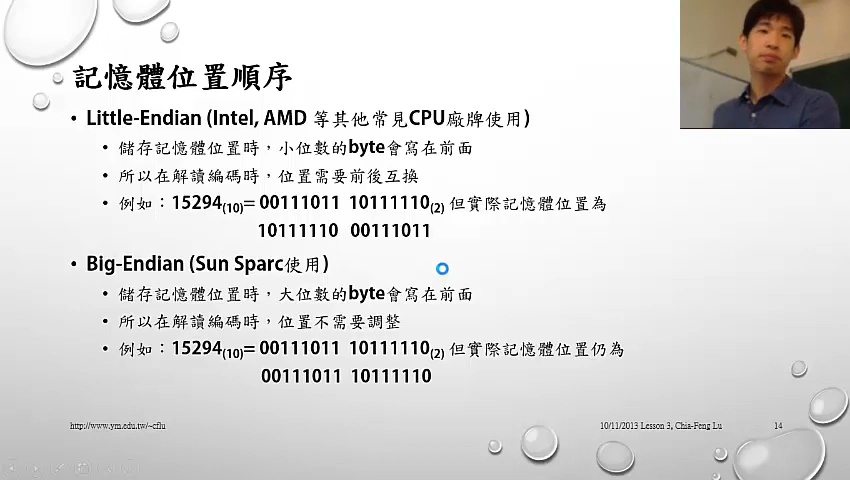 記憶體位置順序
• Little-Endian (Intel, AMD 等其他常見CPU廠牌使用)
• 儲存記憶體位置時，小位數的byte會寫在前面
• 所以在解讀編碼時，位置需要前後互換
• 例如：15294(10)= 00111011 10111110(2) 但實際記憶體位置為
10111110 00111011
• Big-Endian (Sun Sparc使用)
• 儲存記憶體位置時，大位數的byte會寫在前面
• 所以在解讀編碼時，位置不需要調整
• 例如：15294(10)= 00111011 10111110(2) 但實際記憶體位置仍為
00111011 10111110
http://www.ym.edu.tw/~cflu 10/11/2013 Lesson 3, Chia-Feng Lu 14